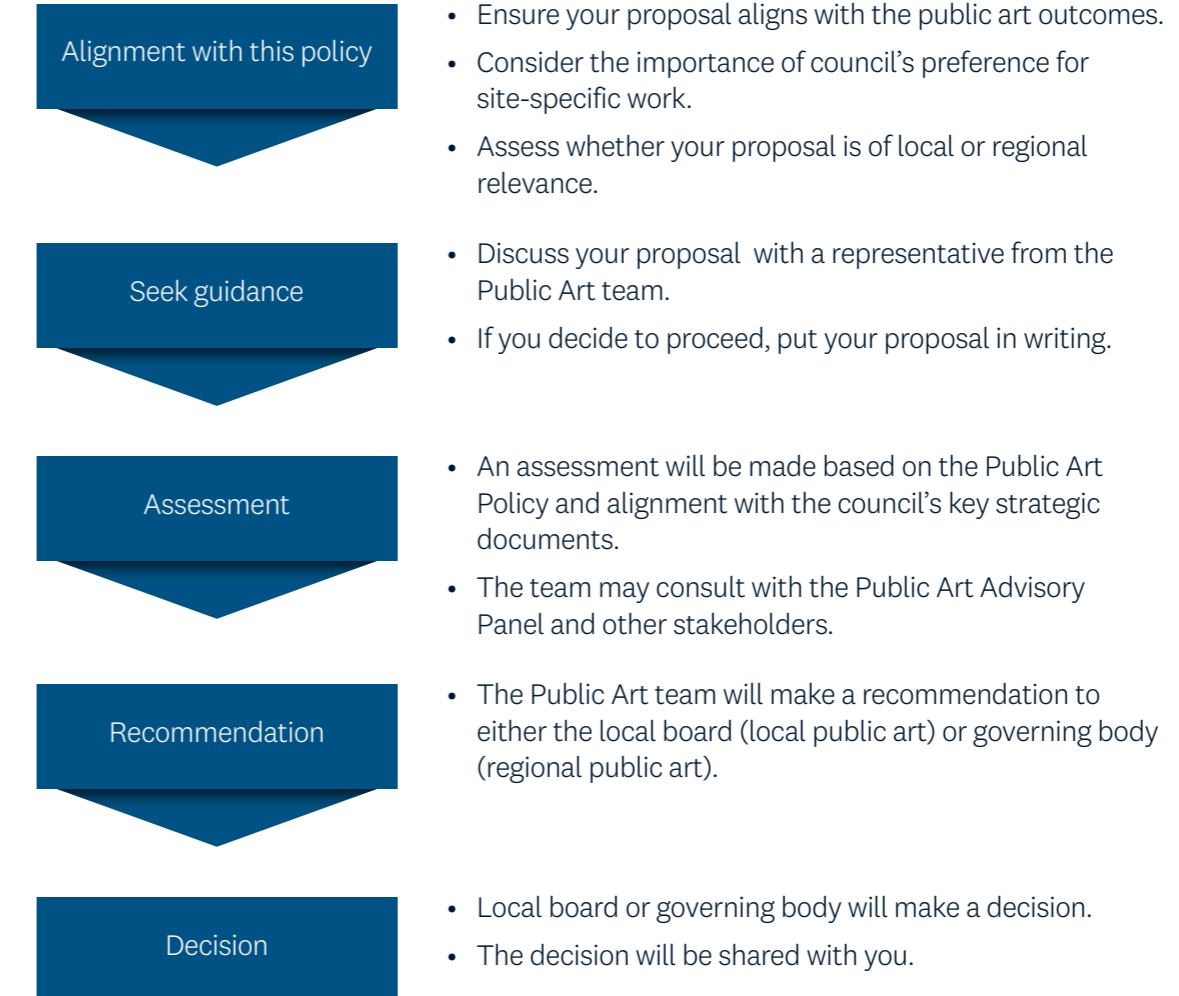 Alignment with this policy
• Ensure your proposal aligns with the public art outcomes.
• Consider the importance of council’s preference for
site-specific work.
• Assess whether your proposal is of local or regional
relevance.
Seek guidance
• Discuss your proposal  with a representative from the
Public Art team.
• If you decide to proceed, put your proposal in writing.
Assessment
• An assessment will be made based on the Public Art
Policy and alignment with the council’s key strategic
documents.
• The team may consult with the Public Art Advisory
Panel and other stakeholders.
Recommendation
• The Public Art team will make a recommendation to
either the local board (local public art) or governing body
(regional public art).
Decision
• Local board or governing body will make a decision.
• The decision will be shared with you.